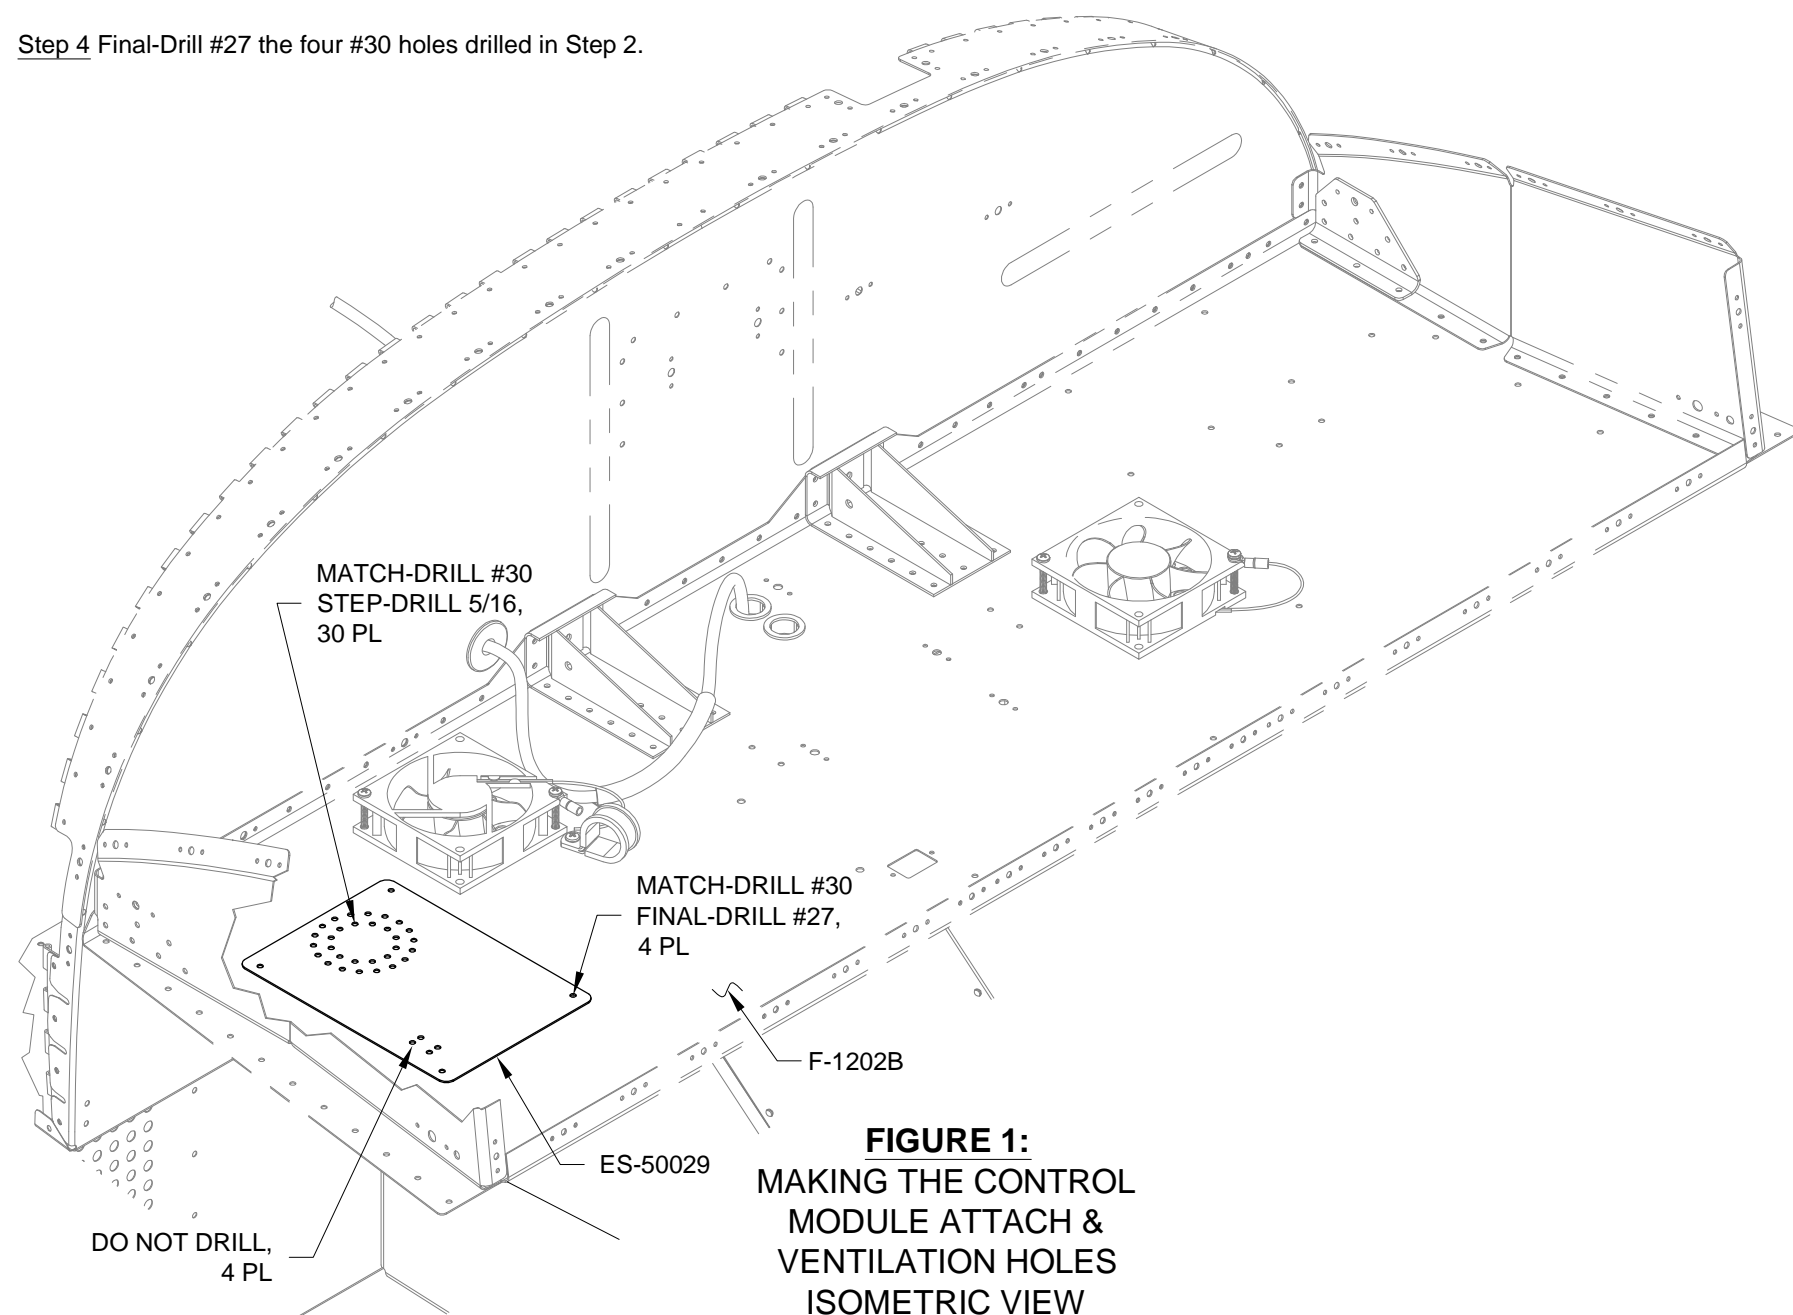 Step 4 Final-Drill #27 the four #30 holes drilled in Step 2.
MATCH-DRILL #30
STEP-DRILL 5/16,
30 PL
MATCH-DRILL #30
FINAL-DRILL #27,
4 PL
F-1202B
ES-50029
DO NOT DRILL,
4 PL
FIGURE 1:
MAKING THE CONTROL
MODULE ATTACH &
VENTILATION HOLES
ISOMETRIC VIEW